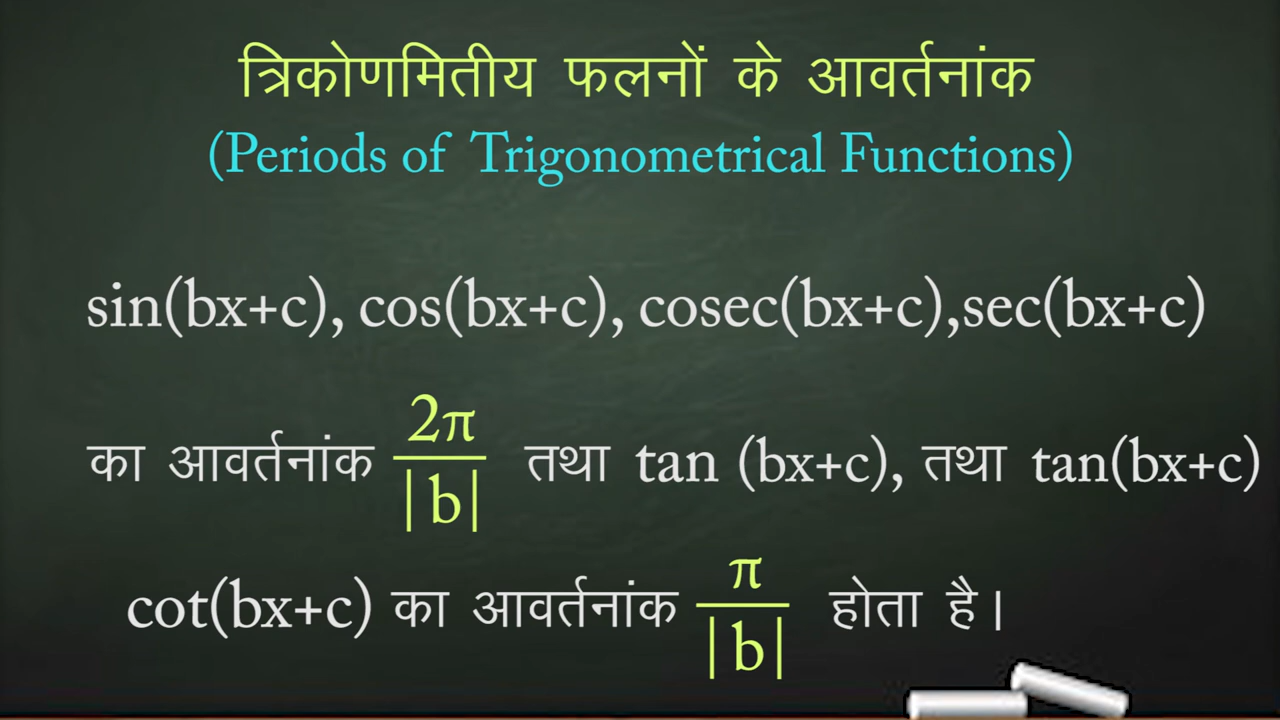 त्रिकोणमितीय फलनों के आवर्तनांक
(Periods of Trigonometrical Functions)
sin(bx+c), cos(bx+c), cosec(bx+c),sec(bx+c)
का आवर्तनांक 2π/|b| तथा tan (bx+c), तथा tan(bx+c)
cot(bx+c) का आवर्तनांक π/|b| होता है।